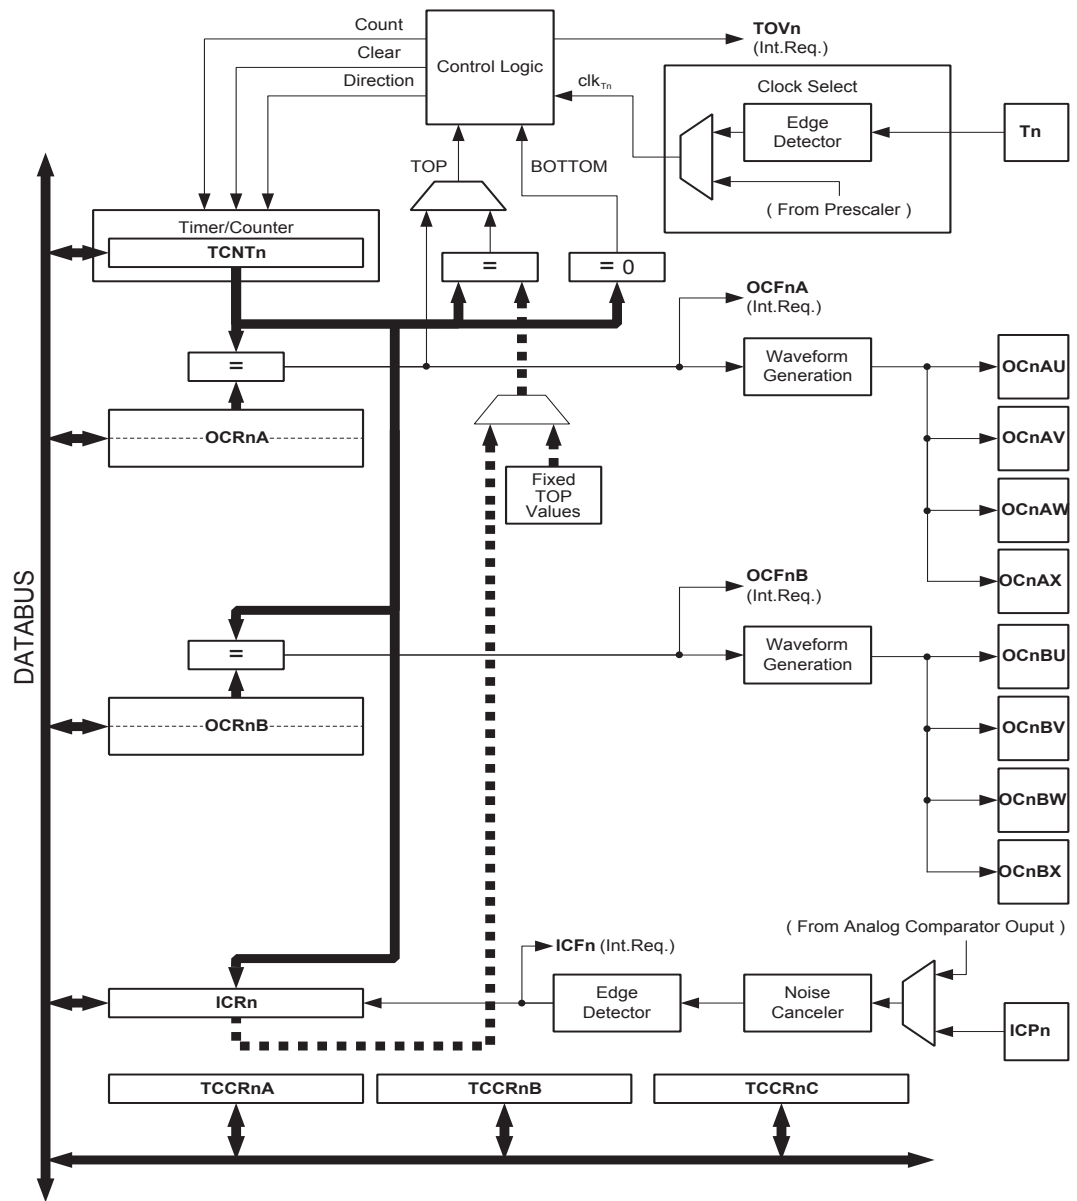 Count
Clear
Direction
Control Logic
TOVn
(Int.Req.)
clkTn
Clock Select
Edge
Detector
Tn
( From Prescaler )
TOP
BOTTOM
Timer/Counter
TCNTn
=
= 0
OCFnA
(Int.Req.)
=
Waveform
Generation
OCnAU
OCRnA
OCnAV
Fixed
TOP
Values
OCnAW
DATABUS
OCFnB
(Int.Req.)
OCnAX
=
Waveform
Generation
OCnBU
OCRnB
OCnBV
OCnBW
OCnBX
( From Analog Comparator Ouput )
ICFn (Int.Req.)
ICRn
Edge
Detector
Noise
Canceler
ICPn
TCCRnA
TCCRnB
TCCRnC